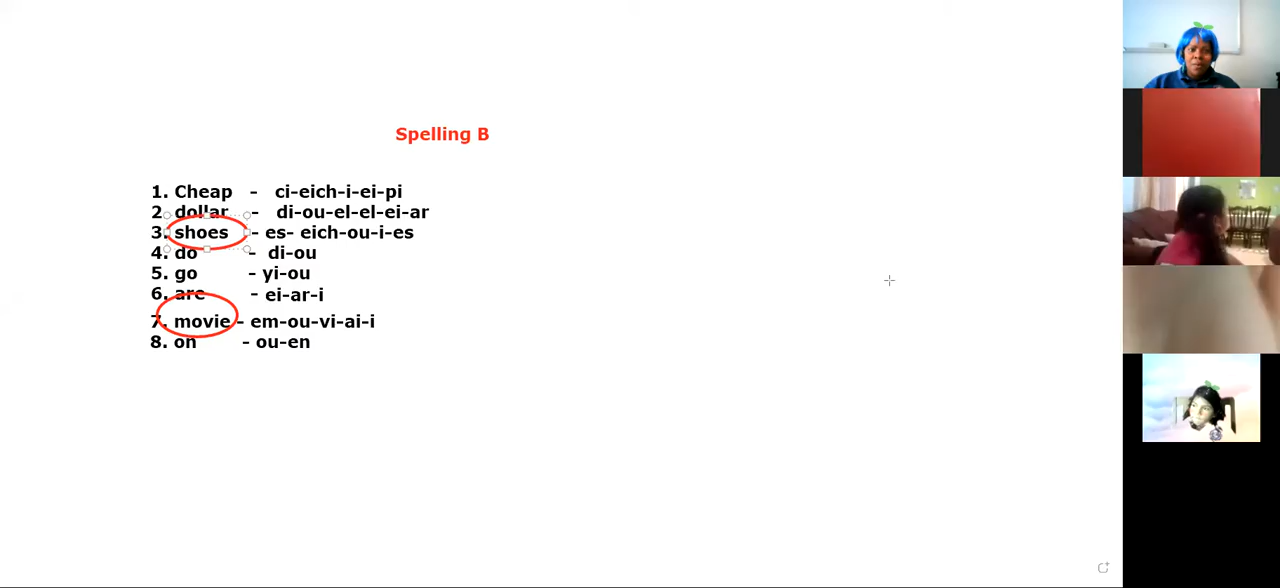 Spelling B
1. Cheap - ci-eich-i-ei-pi
2 dollar - di-ou-el-el-ei-ar
3. shoes - es- eich-ou-i-es
4. do - di-ou
5. go - yi-ou
6. are - ei-ar-i
7. movie - em-ou-vi-ai-i
8. on - ou-en